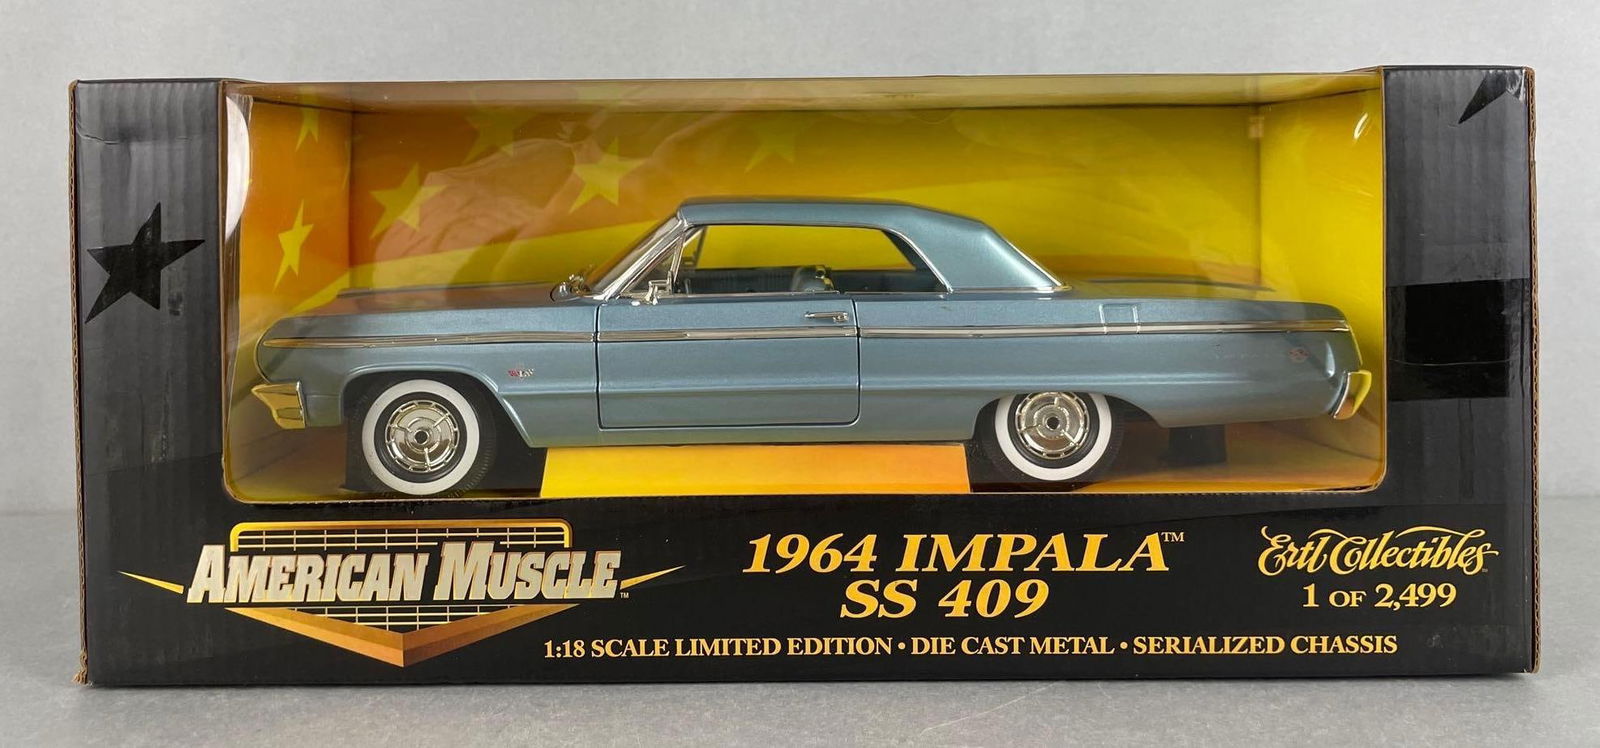 AMERICAN MUSCLE™
1964 IMPALA™
SS 409
Ertl Collectibles
1 OF 2,499
1:18 SCALE LIMITED EDITION • DIE CAST METAL • SERIALIZED CHASSIS